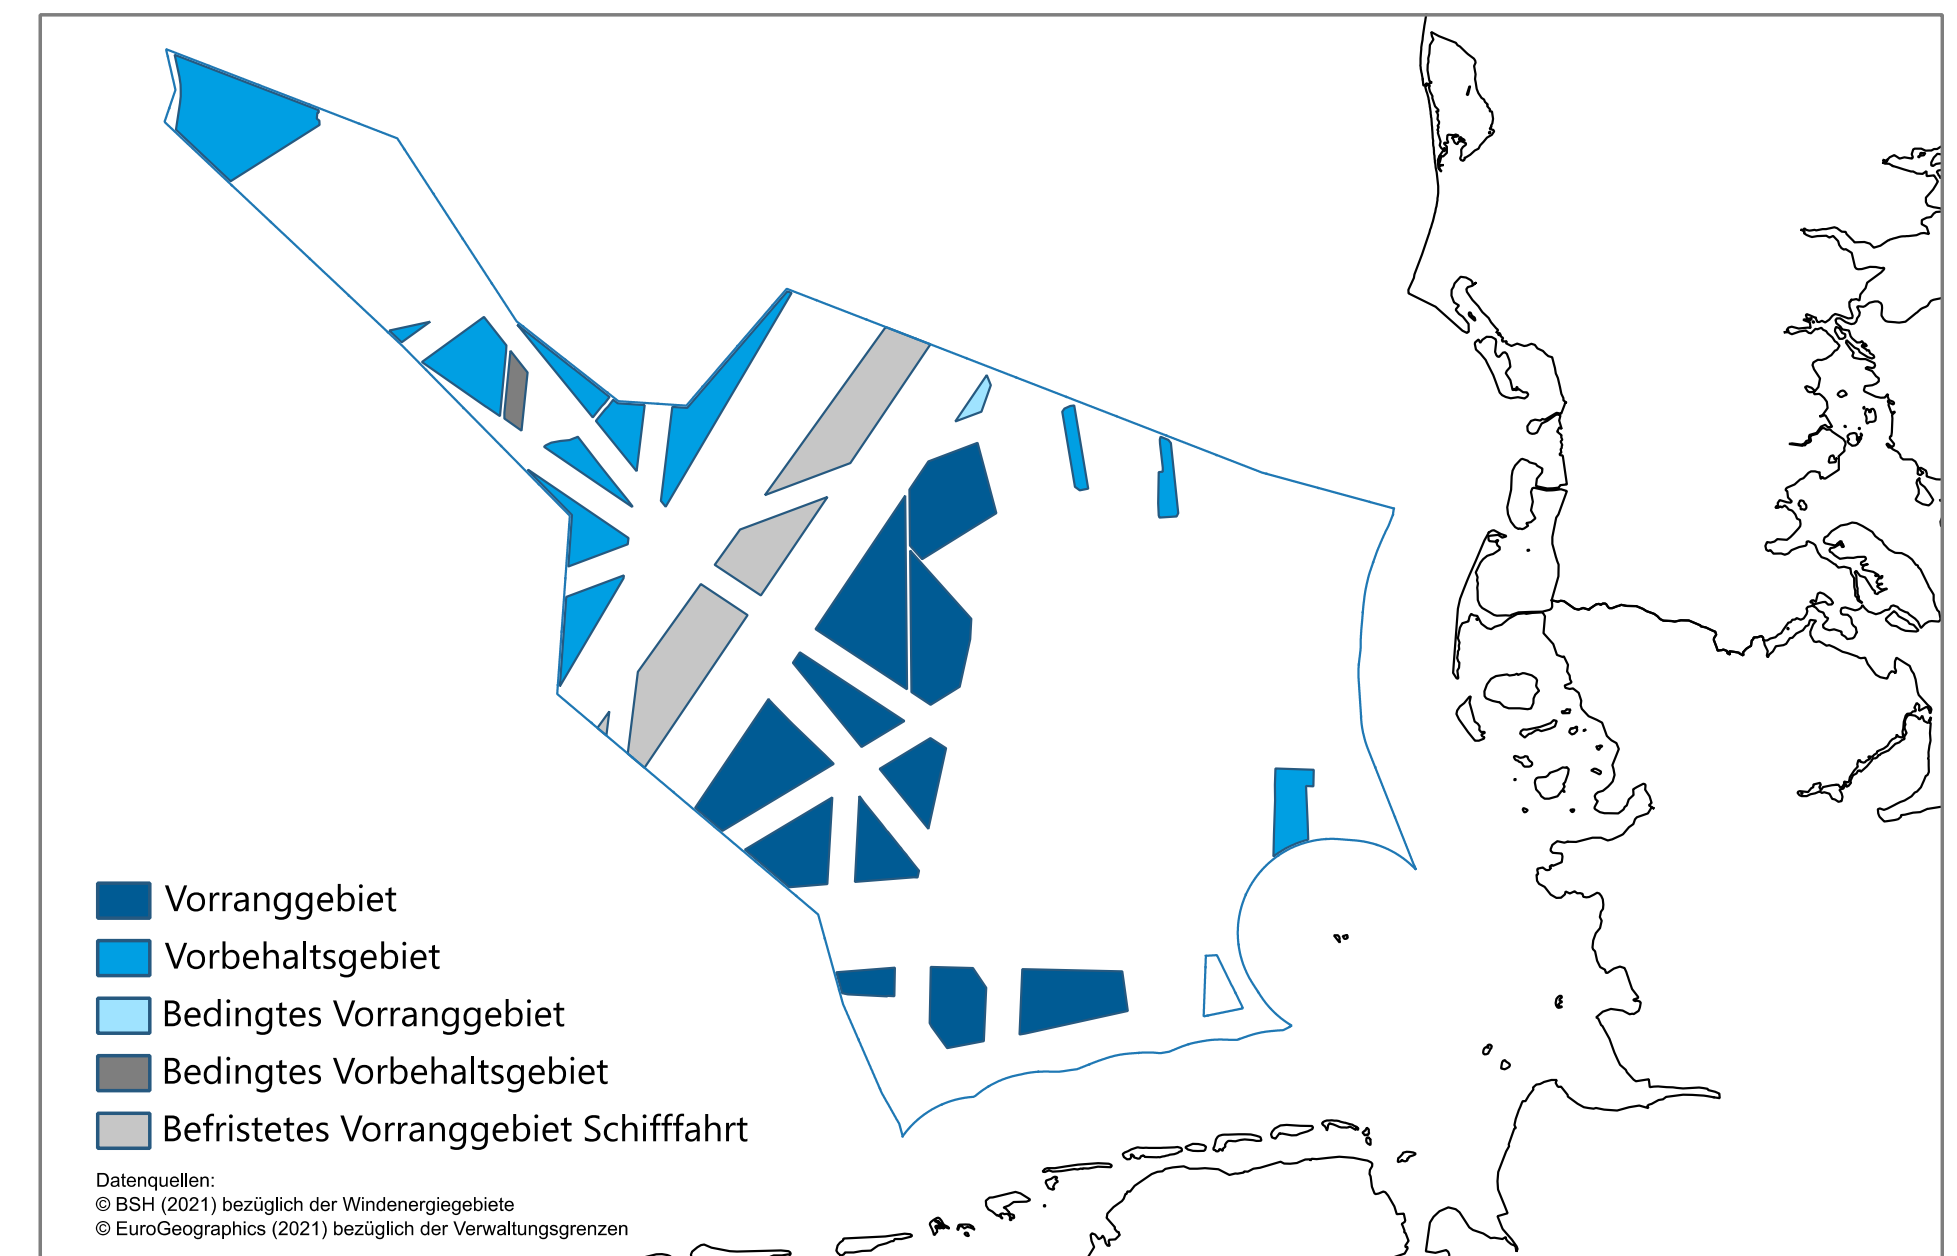 Vorranggebiet
Vorbehaltsgebiet
Bedingtes Vorranggebiet
Bedingtes Vorbehaltsgebiet
Befristetes Vorranggebiet Schifffahrt
Datenquellen:
© BSH (2021) bezüglich der Windenergiegebiete
© EuroGeographics (2021) bezüglich der Verwaltungsgrenzen